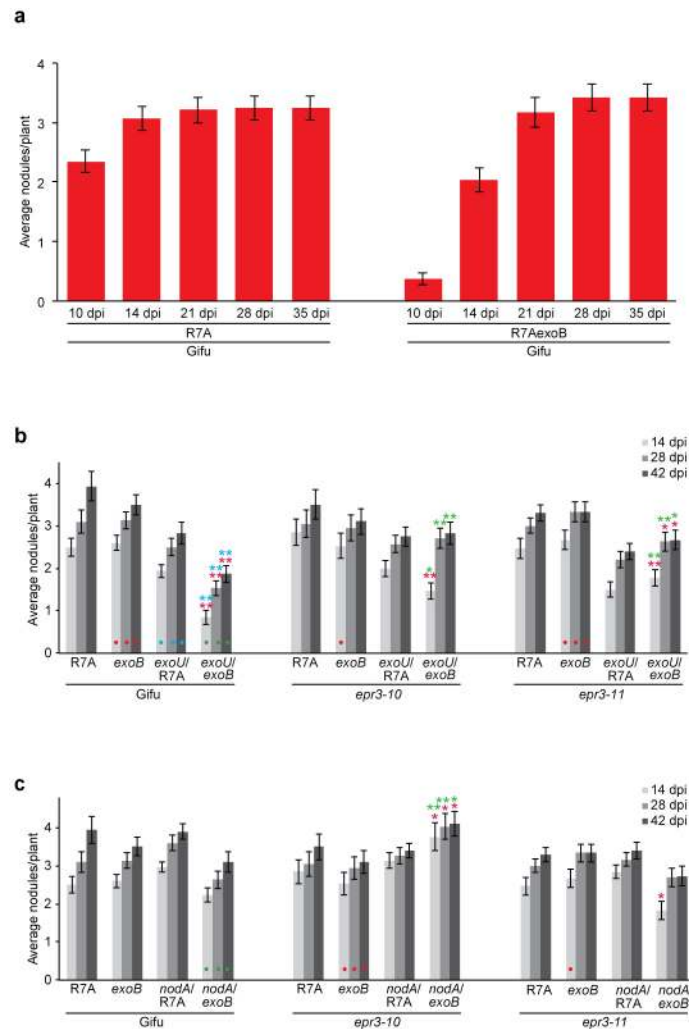 a
Average nodules/plant
4
3
2
1
0
10 dpi 14 dpi 21 dpi 28 dpi 35 dpi 10 dpi 14 dpi 21 dpi 28 dpi 35 dpi
R7A R7AexoB
Gifu Gifu
b
14 dpi
28 dpi
42 dpi
Average nodules/plant
4
3
2
1
0
** ** ** ** ** **
* ** ** ** **
** ** * ** * *
R7A exoB exoU/R7A exoU/exoB R7A exoB exoU/R7A exoU/exoB R7A exoB exoU/R7A exoU/exoB
Gifu epr3-10 epr3-11
c
14 dpi
28 dpi
42 dpi
Average nodules/plant
4
3
2
1
0
** ** * * * *
*
R7A exoB nodA/R7A nodA/exoB R7A exoB nodA/R7A nodA/exoB R7A exoB nodA/R7A nodA/exoB
Gifu epr3-10 epr3-11